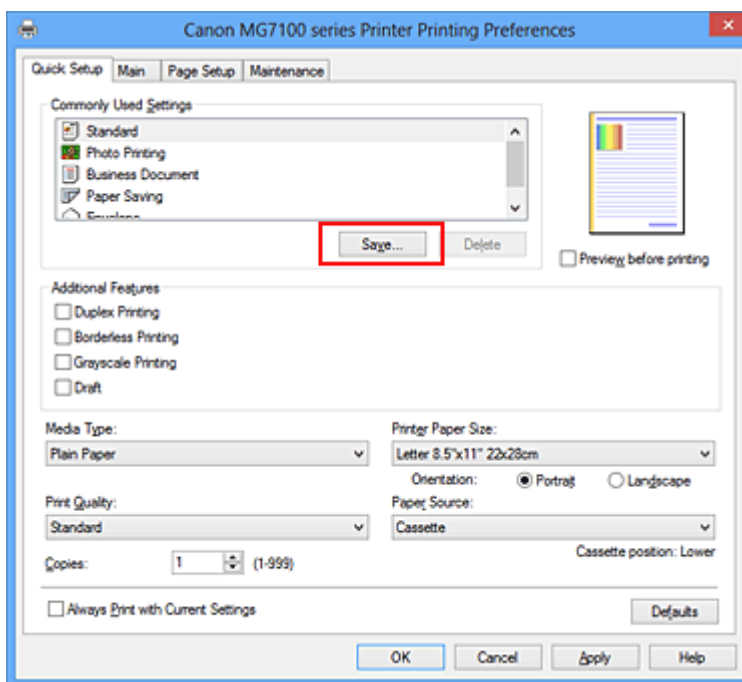 Canon MG7100 series Printer Printing Preferences
Quick Setup Main Page Setup Maintenance
Commonly Used Settings
Standard
Photo Printing
Business Document
Paper Saving
Envelope
Save... Delete
Preview before printing
Additional Features
Duplex Printing
Borderless Printing
Grayscale Printing
Draft
Media Type:
Plain Paper
Printer Paper Size:
Letter 8.5"x11" 22x28cm
Orientation: Portrait Landscape
Print Quality:
Standard
Paper Source:
Cassette
Copies: 1 (1-999)
Cassette position: Lower
Always Print with Current Settings
Defaults
OK Cancel Apply Help